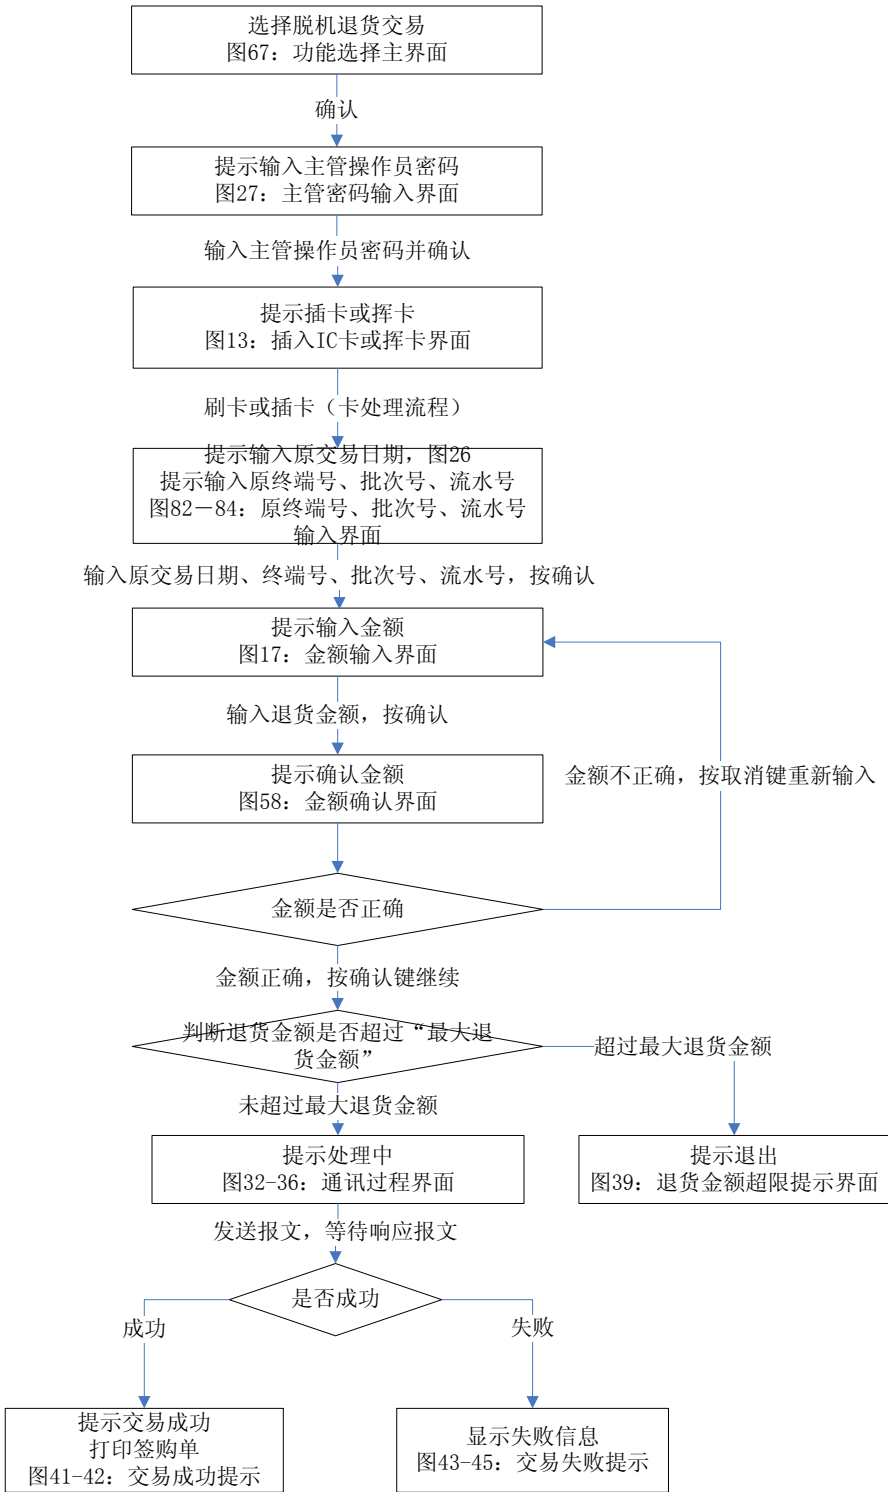 选择脱机退货交易
图67：功能选择主界面
确认
提示输入主管操作员密码
图27：主管密码输入界面
输入主管操作员密码并确认
提示插卡或挥卡
图13：插入IC卡或挥卡界面
刷卡或插卡（卡处理流程）
提示输入原交易日期，图26
提示输入原终端号、批次号、流水号
图82－84：原终端号、批次号、流水号
输入界面
输入原交易日期、终端号、批次号、流水号，按确认
提示输入金额
图17：金额输入界面
输入退货金额，按确认
提示确认金额
图58：金额确认界面
金额不正确，按取消键重新输入
金额是否正确
金额正确，按确认键继续
判断退货金额是否超过“最大退
货金额”
超过最大退货金额
未超过最大退货金额
提示处理中
图32-36：通讯过程界面
提示退出
图39：退货金额超限提示界面
发送报文，等待响应报文
是否成功
成功
失败
提示交易成功
打印签购单
图41-42：交易成功提示
显示失败信息
图43-45：交易失败提示